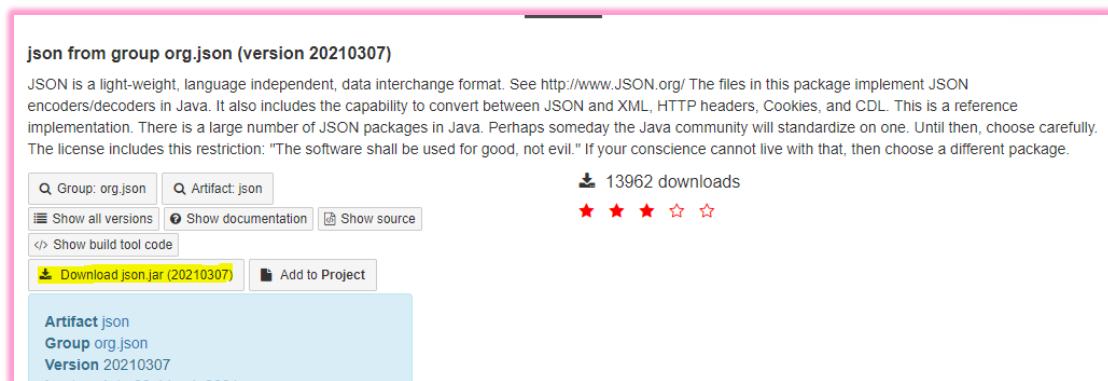 json from group org.json (version 20210307)
JSON is a light-weight, language independent, data interchange format. See http://www.JSON.org/ The files in this package implement JSON
encoders/decoders in Java. It also includes the capability to convert between JSON and XML, HTTP headers, Cookies, and CDL. This is a reference
implementation. There is a large number of JSON packages in Java. Perhaps someday the Java community will standardize on one. Until then, choose carefully.
The license includes this restriction: "The software shall be used for good, not evil." If your conscience cannot live with that, then choose a different package.
Group: org.json Artifact: json
13962 downloads
Show all versions Show documentation Show source
Show build tool code
Download json.jar (20210307) Add to Project
Artifact json
Group org.json
Version 20210307